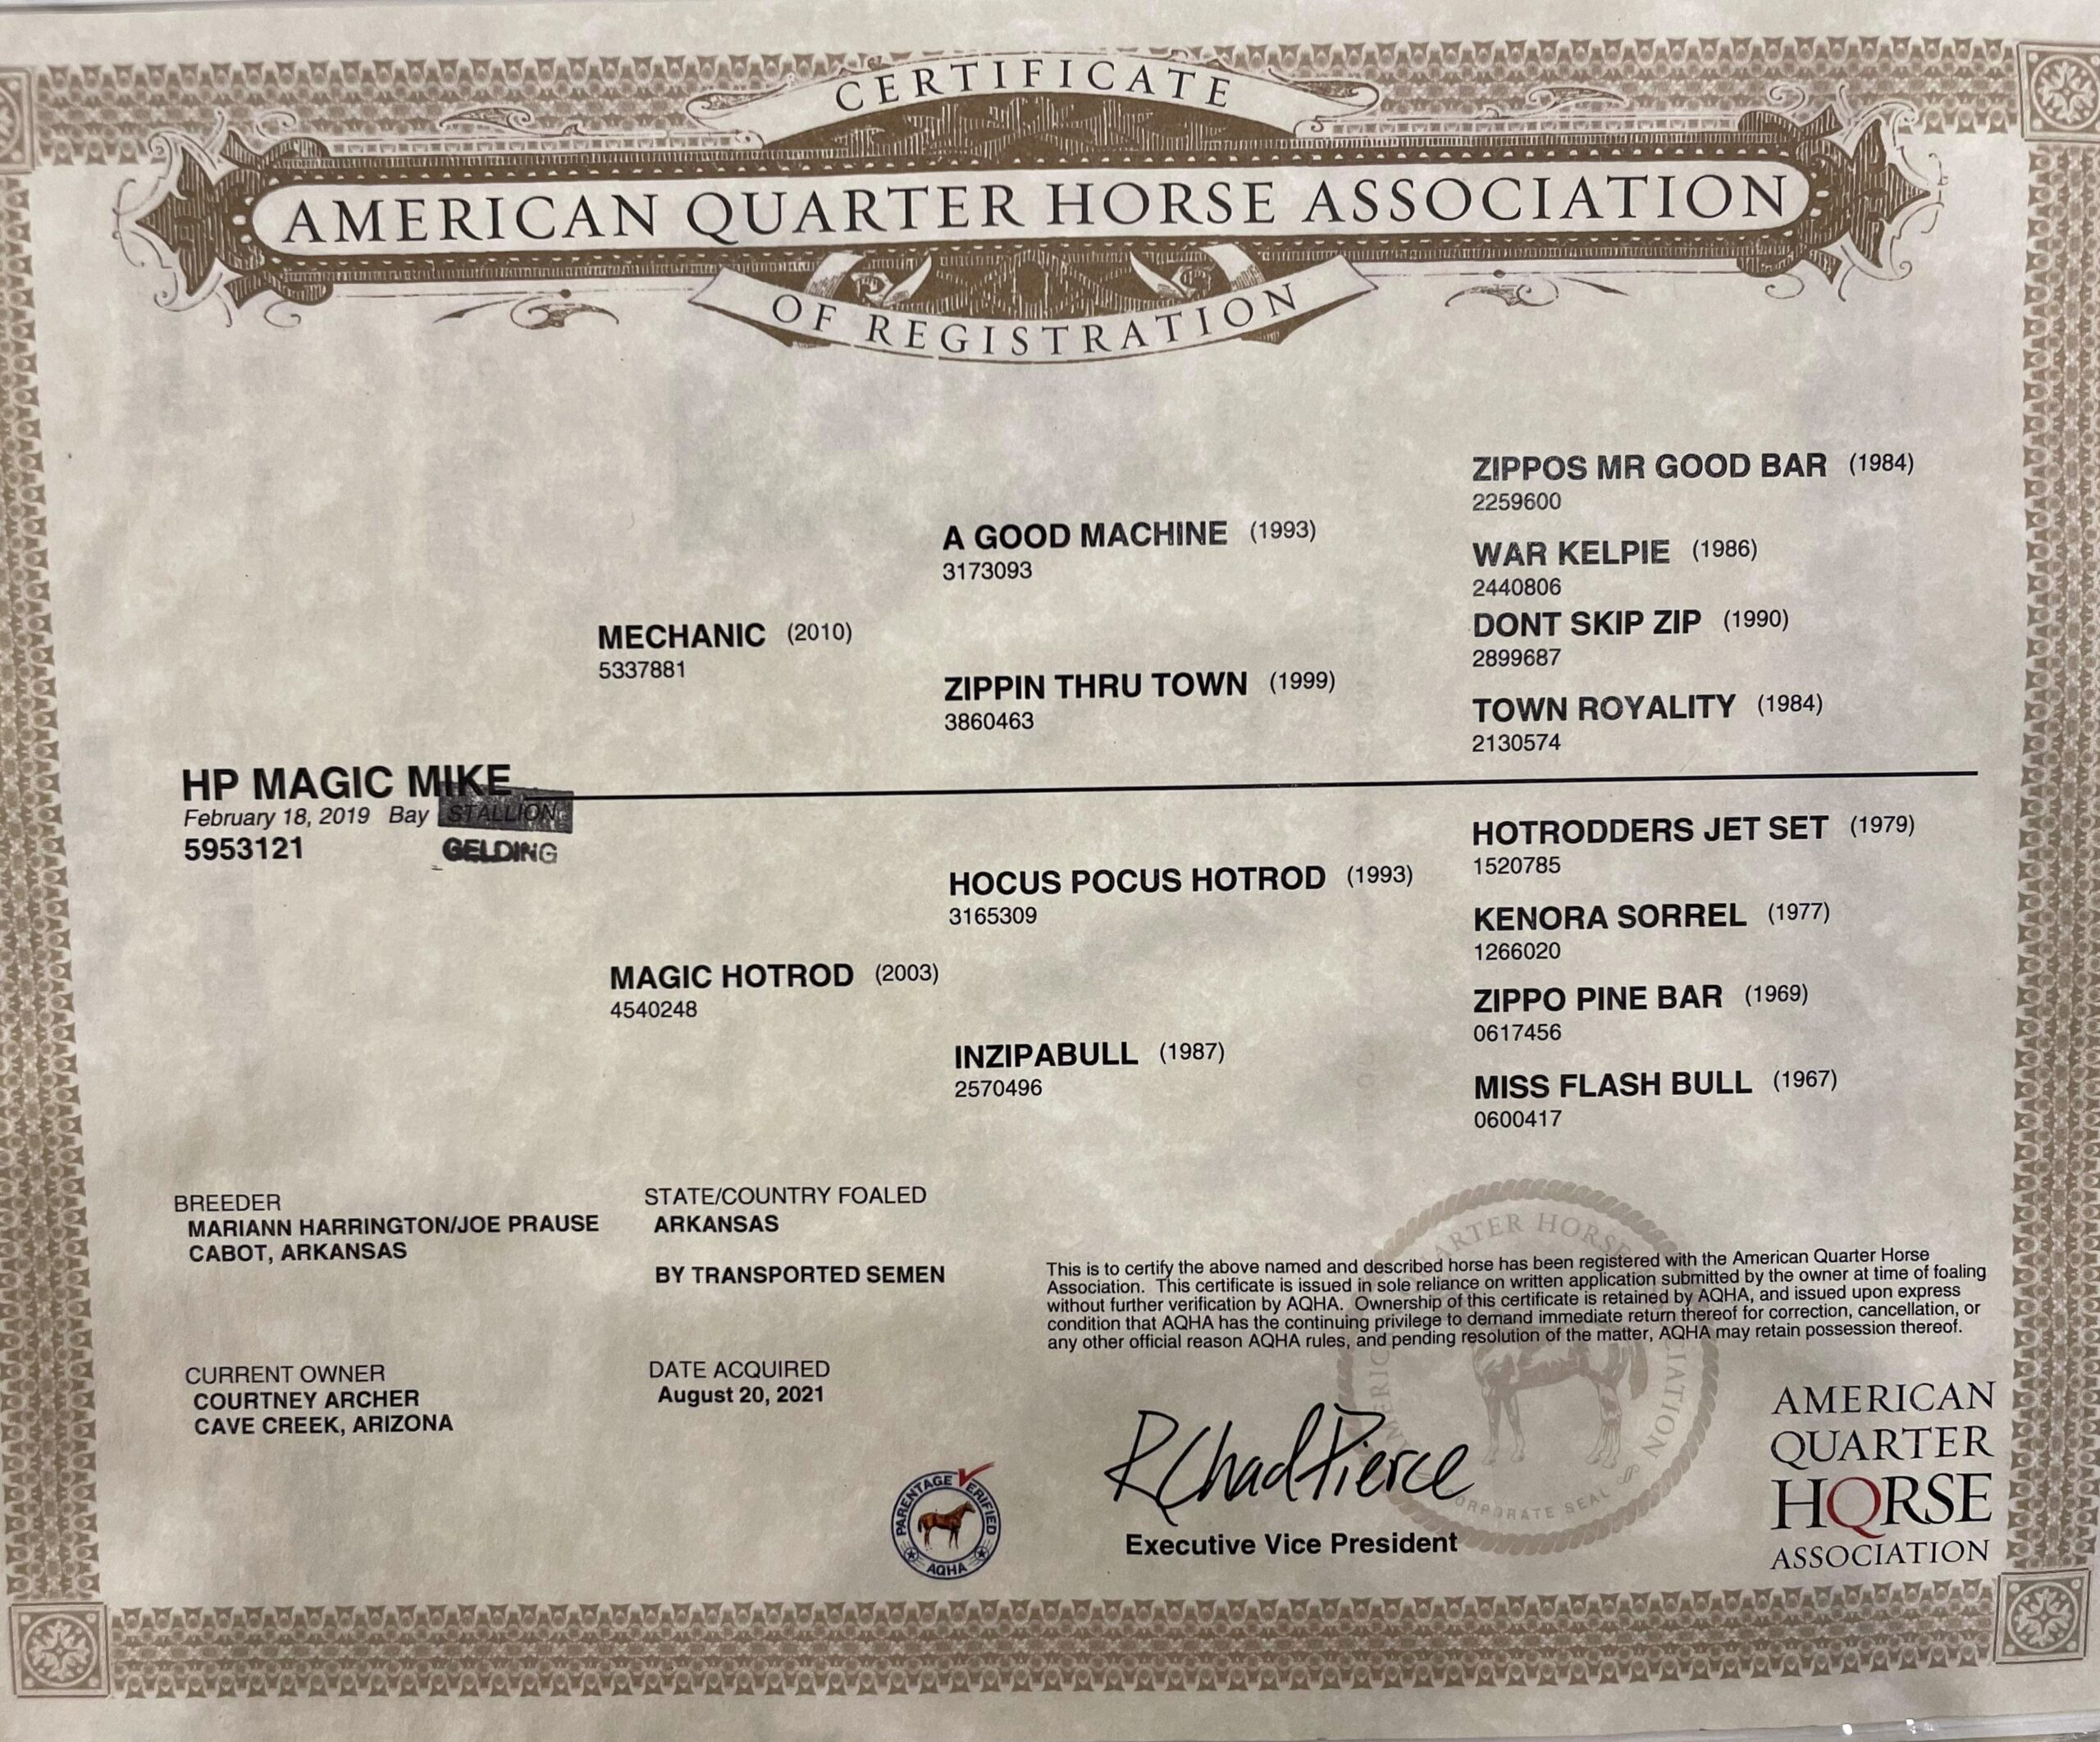 CERTIFICATE
AMERICAN QUARTER HORSE ASSOCIATION
OF REGISTRATION
ZIPPOS MR GOOD BAR (1984)
2259600
A GOOD MACHINE (1993)
3173093
WAR KELPIE (1986)
2440806
MECHANIC (2010)
5337881
DONT SKIP ZIP (1990)
2899687
ZIPPIN THRU TOWN (1999)
3860463
TOWN ROYALITY (1984)
2130574
HP MAGIC MIKE
February 18, 2019 Bay STALLION
5953121 GELDING
HOTRODDERS JET SET (1979)
1520785
HOCUS POCUS HOTROD (1993)
3165309
KENORA SORREL (1977)
1266020
MAGIC HOTROD (2003)
4540248
ZIPPO PINE BAR (1969)
0617456
INZIPABULL (1987)
2570496
MISS FLASH BULL (1967)
0600417
BREEDER
MARIANN HARRINGTON/JOE PRAUSE
CABOT, ARKANSAS
STATE/COUNTRY FOALED
ARKANSAS
BY TRANSPORTED SEMEN
This is to certify the above named and described horse has been registered with the American Quarter Horse
Association. This certificate is issued in sole reliance on written application submitted by the owner at time of foaling
without further verification by AQHA. Ownership of this certificate is retained by AQHA, and issued upon express
condition that AQHA has the continuing privilege to demand immediate return thereof for correction, cancellation, or
any other official reason AQHA rules, and pending resolution of the matter, AQHA may retain possession thereof.
CURRENT OWNER
COURTNEY ARCHER
CAVE CREEK, ARIZONA
DATE ACQUIRED
August 20, 2021
PARENTAGE VERIFIED
AQHA
R Chad Pierce
Executive Vice President
CORPORATE SEAL
AMERICAN
QUARTER
HORSE
ASSOCIATION